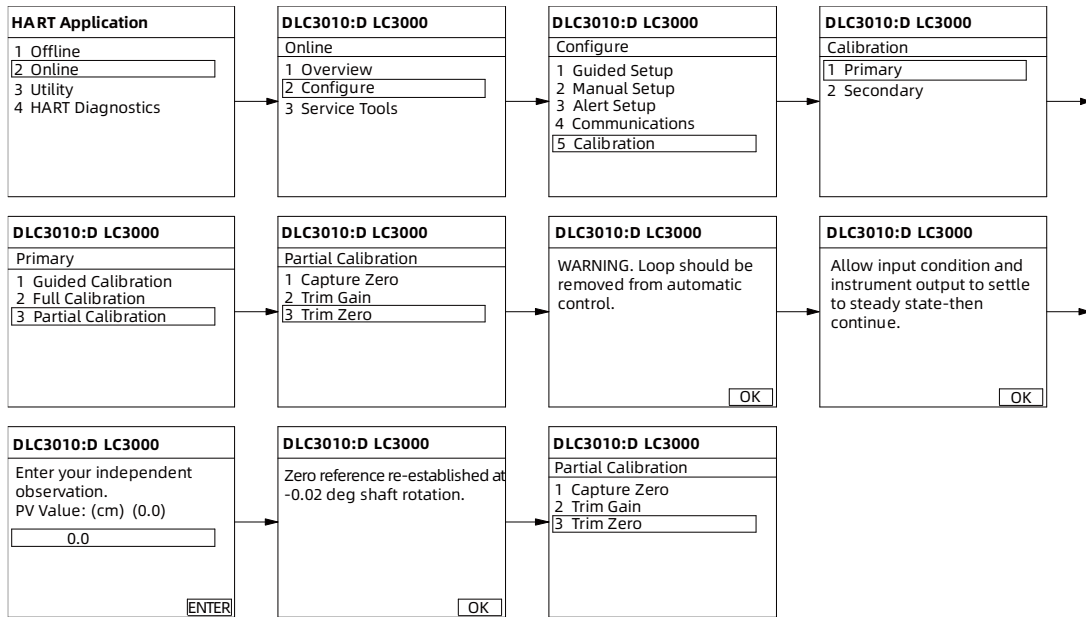 HART Application
1 Offline
2 Online
3 Utility
4 HART Diagnostics
DLC3010:D LC3000
Online
1 Overview
2 Configure
3 Service Tools
DLC3010:D LC3000
Configure
1 Guided Setup
2 Manual Setup
3 Alert Setup
4 Communications
5 Calibration
DLC3010:D LC3000
Calibration
1 Primary
2 Secondary
DLC3010:D LC3000
Primary
1 Guided Calibration
2 Full Calibration
3 Partial Calibration
DLC3010:D LC3000
Partial Calibration
1 Capture Zero
2 Trim Gain
3 Trim Zero
DLC3010:D LC3000
WARNING. Loop should be
removed from automatic
control.
OK
DLC3010:D LC3000
Allow input condition and
instrument output to settle
to steady state-then
continue.
OK
DLC3010:D LC3000
Enter your independent
observation.
PV Value: (cm) (0.0)
0.0
ENTER
DLC3010:D LC3000
Zero reference re-established at
-0.02 deg shaft rotation.
OK
DLC3010:D LC3000
Partial Calibration
1 Capture Zero
2 Trim Gain
3 Trim Zero